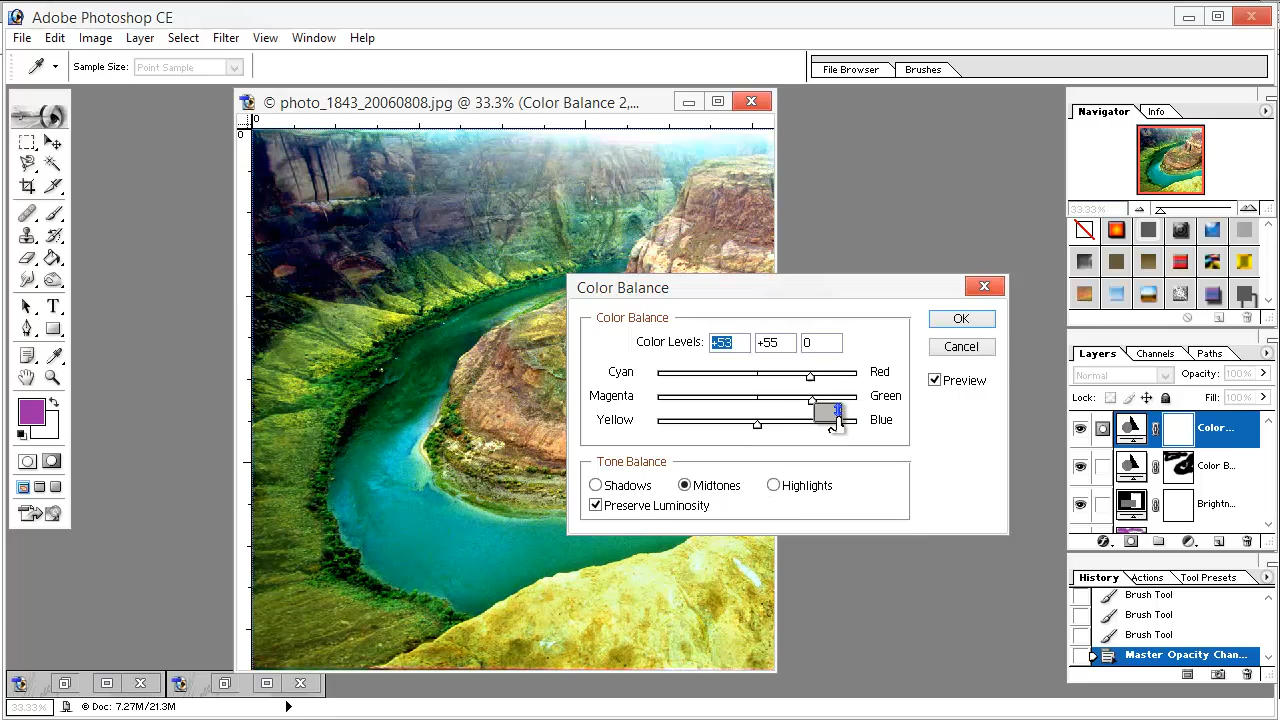 Adobe Photoshop CE
File Edit Image Layer Select Filter View Window Help
Sample Size: Point Sample
File Browser Brushes
© photo_1843_20060808.jpg @ 33.3% (Color Balance 2,...
0
0
Navigator Info
33.33%
Color Balance
Color Balance
Color Levels: +53 +55 0
OK
Cyan Red
Cancel
Preview
Magenta Green
Yellow Blue
Tone Balance
Shadows Midtones Highlights
Preserve Luminosity
Layers Channels Paths
Normal Opacity: 100%
Lock: Fill: 100%
Color...
Color B...
Brightn...
History Actions Tool Presets
Brush Tool
Brush Tool
Brush Tool
Master Opacity Chan...
33.33% © Doc: 7.27M/21.3M